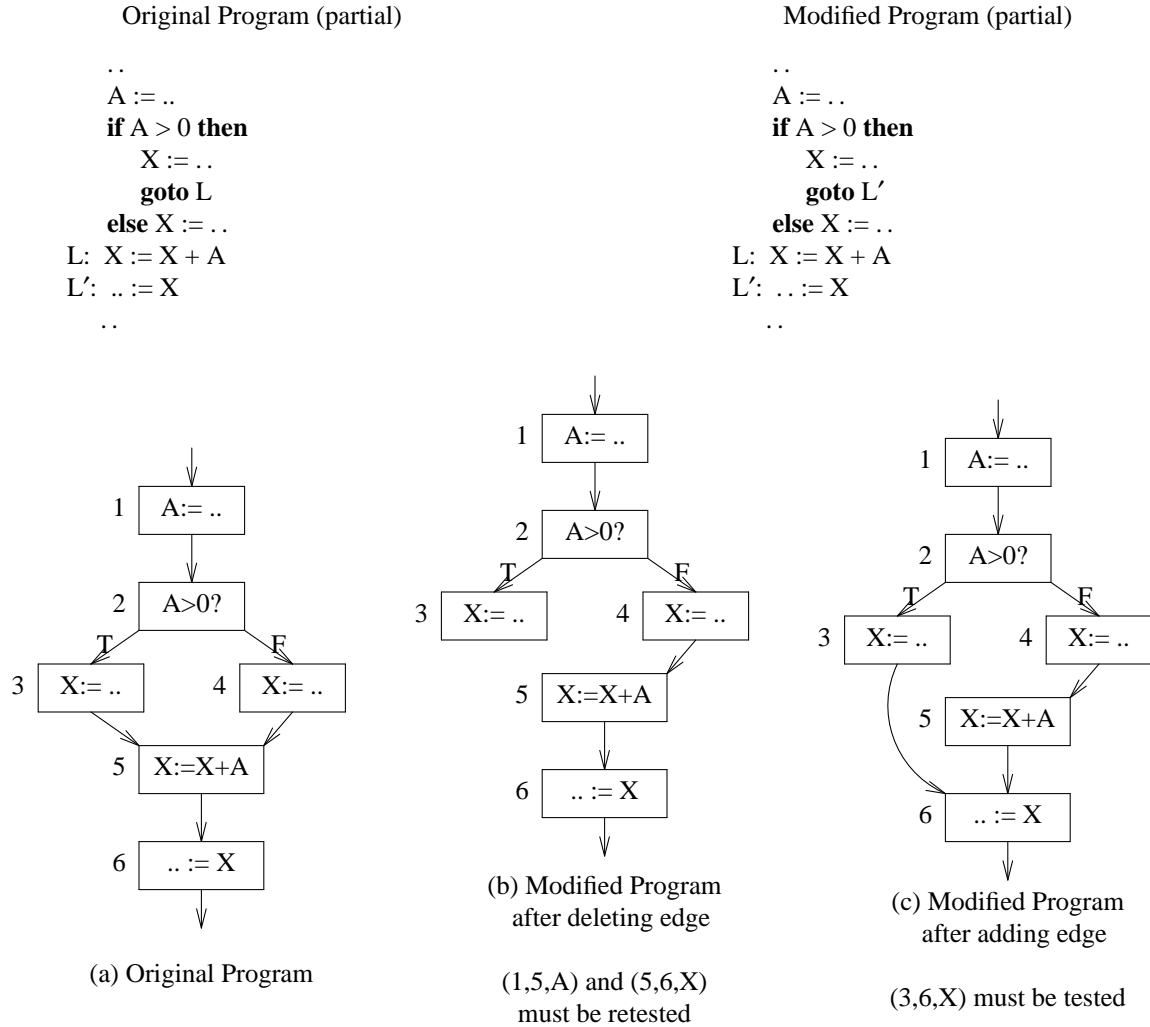 Original Program (partial)
. .
A := ..
if A > 0 then
X := . .
goto L
else X := . .
L: X := X + A
L′: .. := X
. .
Modified Program (partial)
. .
A := . .
if A > 0 then
X := . .
goto L′
else X := . .
L: X := X + A
L′: . . := X
. .
1 A:= ..
2 A>0?
T F
3 X:= .. 4 X:= ..
5 X:=X+A
6 .. := X
(a) Original Program
1 A:= ..
2 A>0?
T F
3 X:= .. 4 X:= ..
5 X:=X+A
6 .. := X
(b) Modified Program
after deleting edge
(1,5,A) and (5,6,X)
must be retested
1 A:= ..
2 A>0?
T F
3 X:= .. 4 X:= ..
5 X:=X+A
6 .. := X
(c) Modified Program
after adding edge
(3,6,X) must be tested